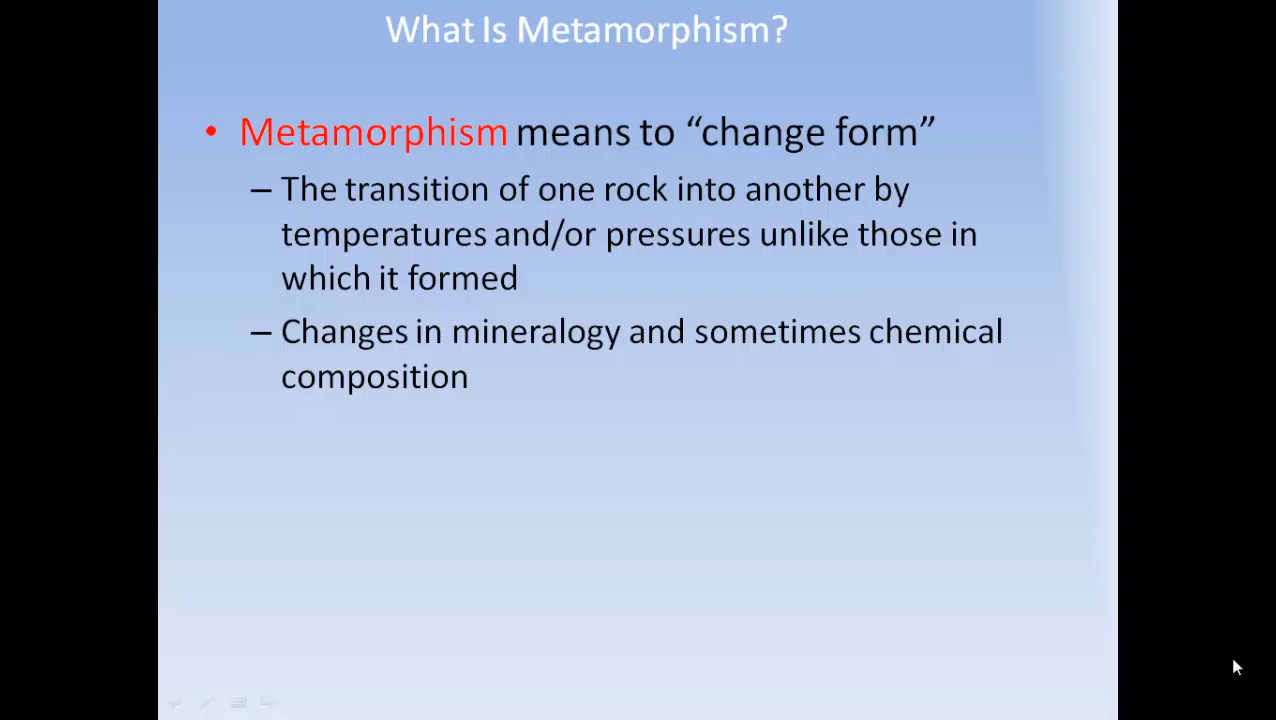 What Is Metamorphism?
• Metamorphism means to “change form”
– The transition of one rock into another by
temperatures and/or pressures unlike those in
which it formed
– Changes in mineralogy and sometimes chemical
composition